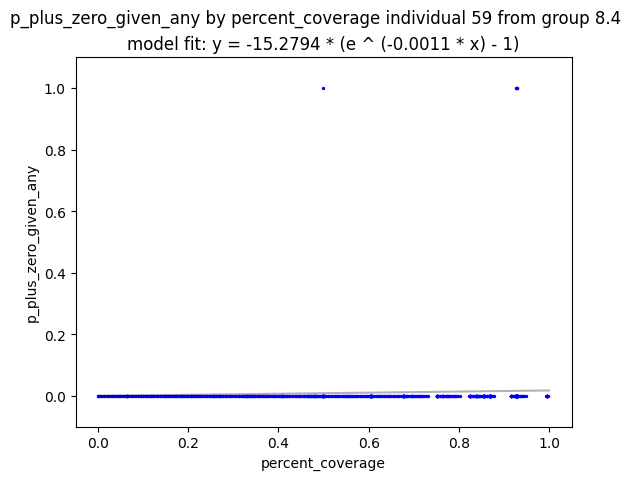 p_plus_zero_given_any by percent_coverage individual 59 from group 8.4
model fit: y = -15.2794 * (e ^ (-0.0011 * x) - 1)
1.0
0.8
0.6
0.4
0.2
0.0
p_plus_zero_given_any
0.0 0.2 0.4 0.6 0.8 1.0
percent_coverage